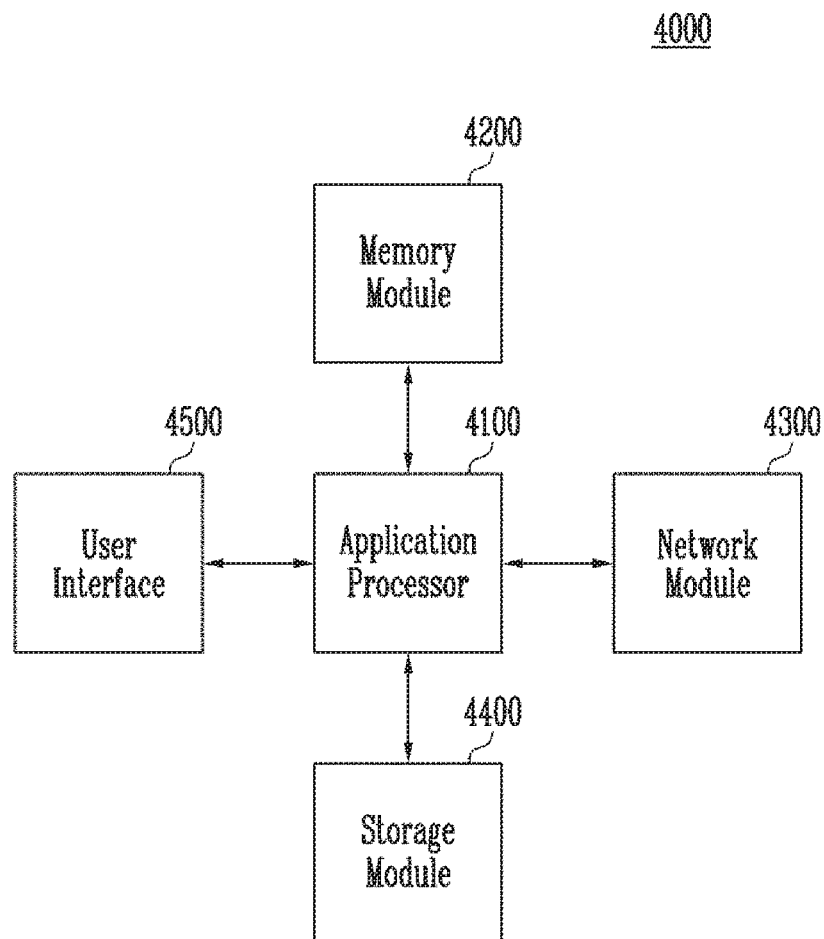 4000
4200
Memory
Module
4500
4100
4300
User
Interface
Application
Processor
Network
Module
4400
Storage
Module